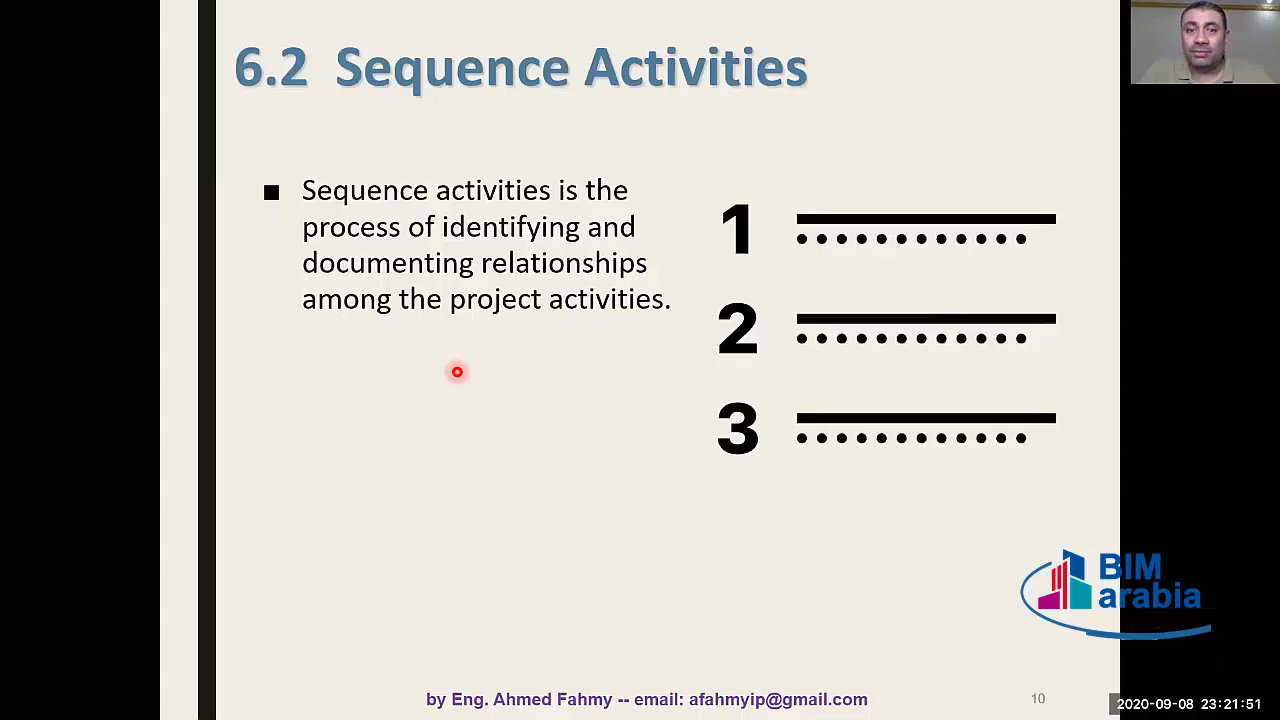 6.2 Sequence Activities
■ Sequence activities is the
process of identifying and
documenting relationships
among the project activities.
1
2
3
BIM
arabia
by Eng. Ahmed Fahmy -- email: afahmyip@gmail.com
10
2020-09-08 23:21:51